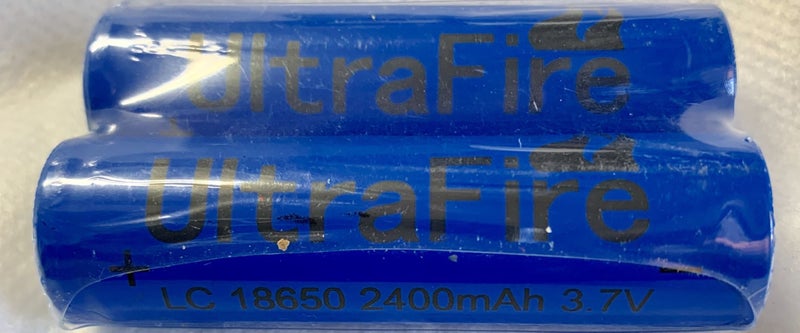 UltraFire
UltraFire
+ -
LC 18650 2400mAh 3.7V